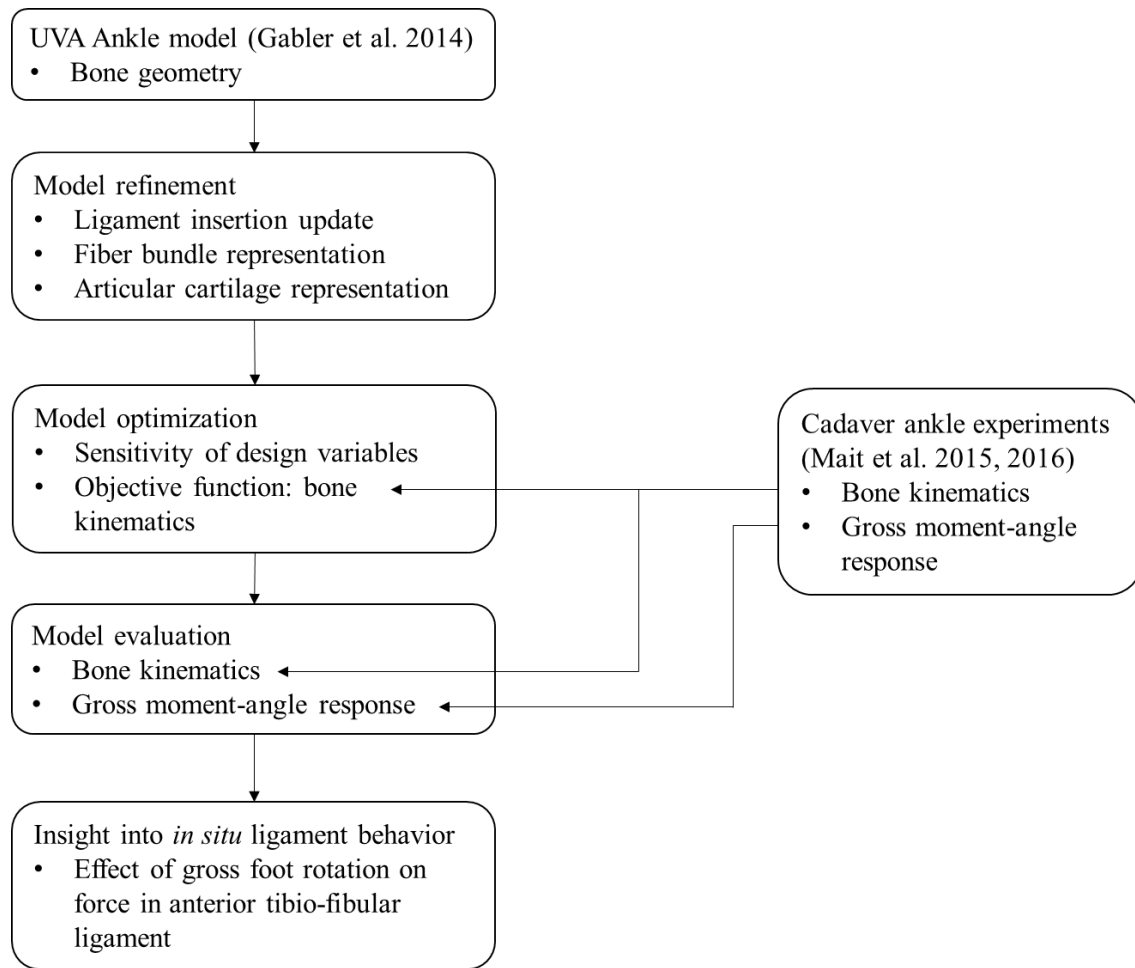 UVA Ankle model (Gabler et al. 2014)
• Bone geometry
Model refinement
• Ligament insertion update
• Fiber bundle representation
• Articular cartilage representation
Model optimization
• Sensitivity of design variables
• Objective function: bone
kinematics
Cadaver ankle experiments
(Mait et al. 2015, 2016)
• Bone kinematics
• Gross moment-angle
response
Model evaluation
• Bone kinematics
• Gross moment-angle response
Insight into in situ ligament behavior
• Effect of gross foot rotation on
force in anterior tibio-fibular
ligament